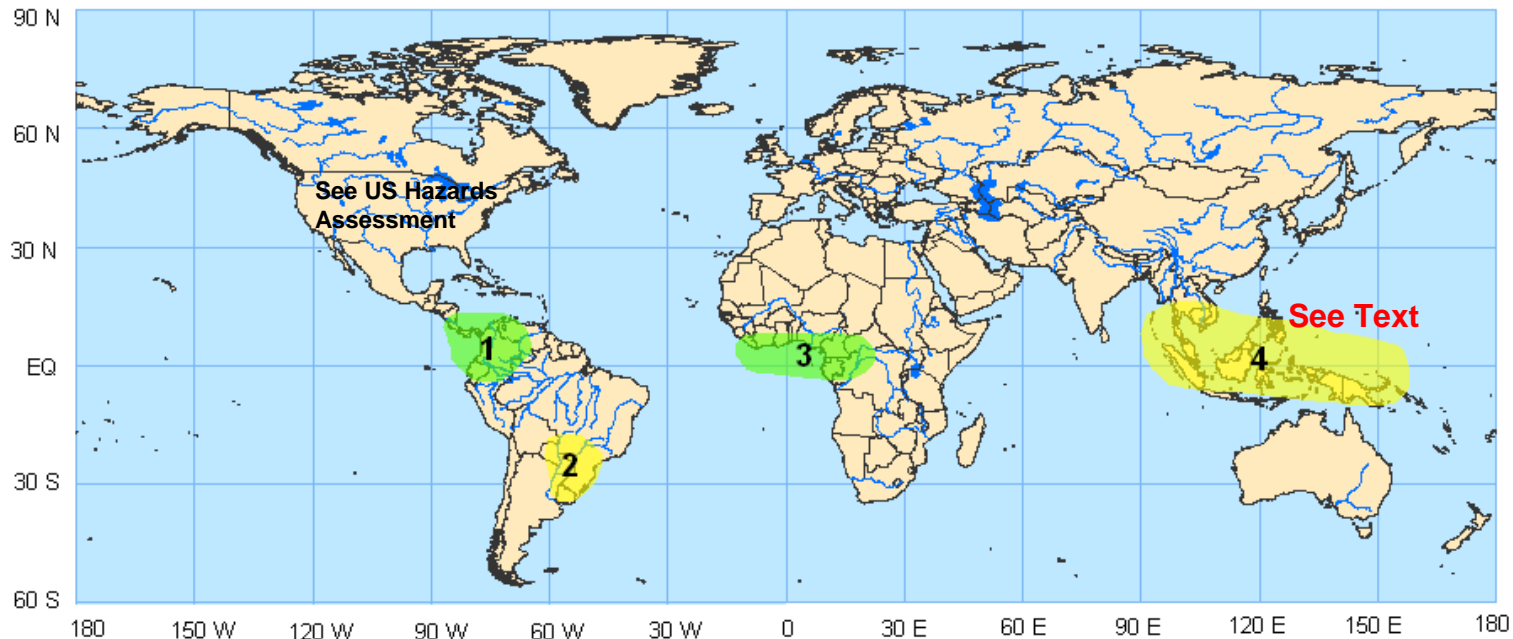 90 N
60 N
See US Hazards
Assessment
30 N
See Text
1
3
4
EQ
2
30 S
60 S
180 150 W 120 W 90 W 60 W 30 W 0 30 E 60 E 90 E 120 E 150 E 180